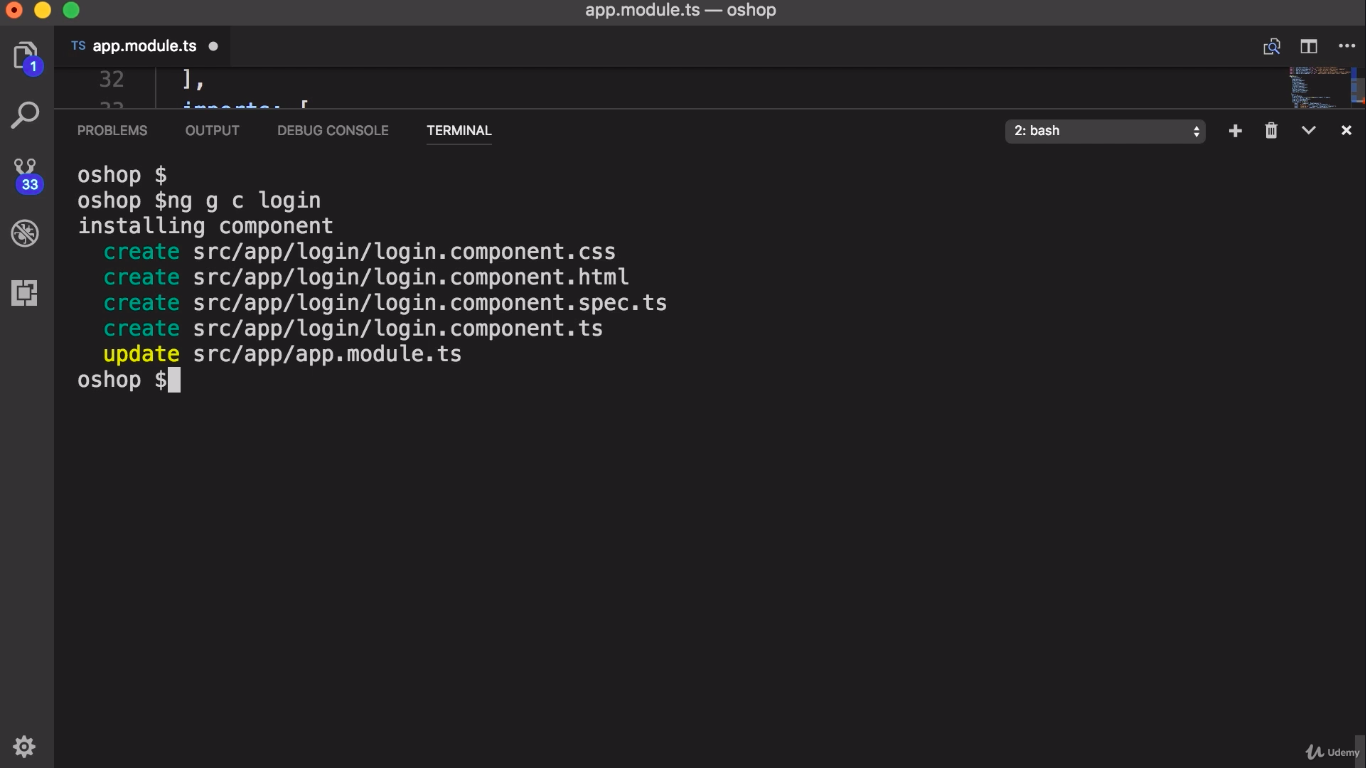 app.module.ts — oshop
TS app.module.ts
1
32 ],
33 imports: [
PROBLEMS OUTPUT DEBUG CONSOLE TERMINAL 2: bash
33
oshop $
oshop $ng g c login
installing component
create src/app/login/login.component.css
create src/app/login/login.component.html
create src/app/login/login.component.spec.ts
create src/app/login/login.component.ts
update src/app/app.module.ts
oshop $
Udemy